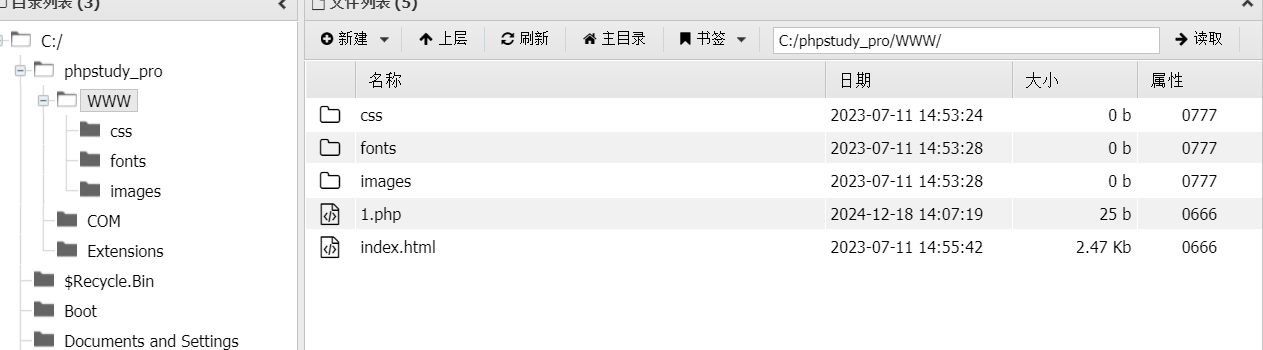 目录列表 (3)
文件列表 (5)
C:/
phpstudy_pro
WWW
css
fonts
images
COM
Extensions
$Recycle.Bin
Boot
Documents and Settings
新建 上层 刷新 主目录 书签 C:/phpstudy_pro/WWW/ 读取
名称 日期 大小 属性
css 2023-07-11 14:53:24 0 b 0777
fonts 2023-07-11 14:53:28 0 b 0777
images 2023-07-11 14:53:28 0 b 0777
1.php 2024-12-18 14:07:19 25 b 0666
index.html 2023-07-11 14:55:42 2.47 Kb 0666